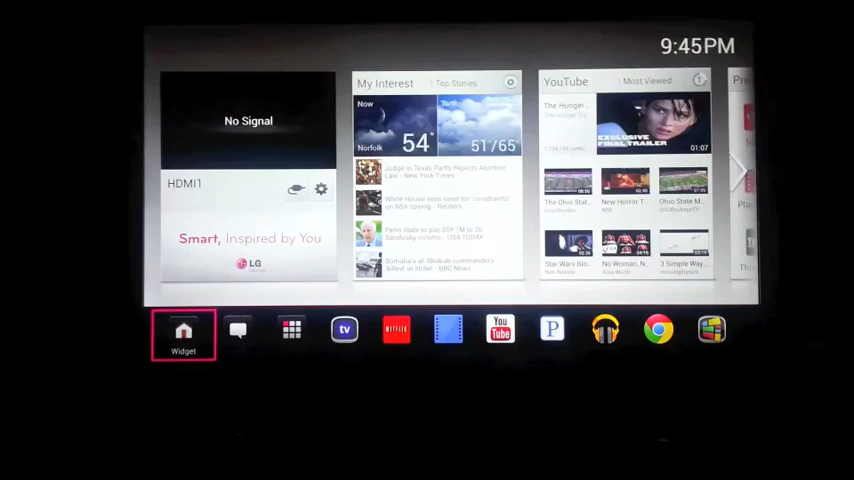 9:45PM
No Signal
HDMI1
Smart, Inspired by You
LG
My Interest | Top Stories
Now
Norfolk 54°
51/65°
Judge in Texas Partly Rejects Abortion
Law - New York Times
White House sees need for 'constraints'
on NSA spying - Reuters
Penn State to pay $59.7M to 26
Sandusky victims - USA TODAY
Somalia's al-Shabab commanders
'killed' in strike - BBC News
YouTube | Most Viewed
The Hunger ..
EXCLUSIVE
FINAL TRAILER
01:07
The Ohio Stat..
New Horror T..
Ohio State M..
Star Wars Blo..
No Woman, N..
3 Simple Way..
Pre
Widget
tv
NETFLIX
You
Tube
P